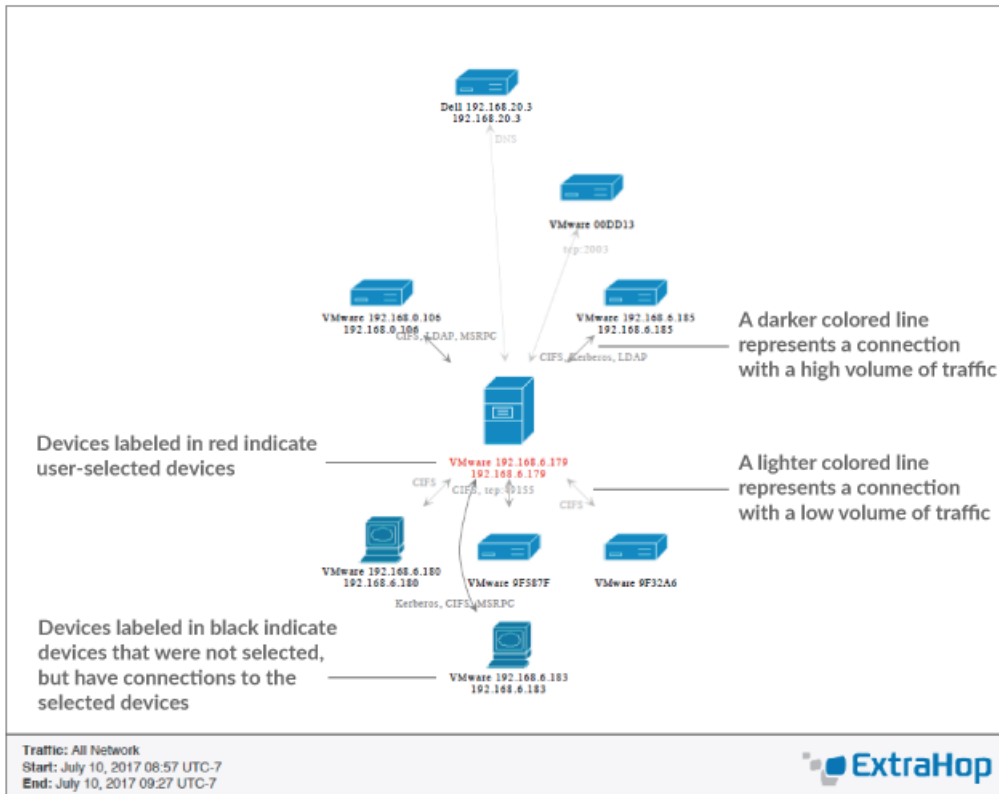 Dell 192.168.20.3
192.168.20.3
DNS
VMware 00DD13
tcp:2003
VMware 192.168.0.106
192.168.0.106
CIFS, LDAP, MSRPC
VMware 192.168.6.185
192.168.6.185
CIFS, Kerberos, LDAP
A darker colored line
represents a connection
with a high volume of traffic
Devices labeled in red indicate
user-selected devices
VMware 192.168.6.179
192.168.6.179
CIFS
CIFS, tcp:49155
CIFS
A lighter colored line
represents a connection
with a low volume of traffic
VMware 192.168.6.180
192.168.6.180
VMware 9F587F
VMware 9F32A6
Kerberos, CIFS, MSRPC
Devices labeled in black indicate
devices that were not selected,
but have connections to the
selected devices
VMware 192.168.6.183
192.168.6.183
Traffic: All Network
Start: July 10, 2017 08:57 UTC-7
End: July 10, 2017 09:27 UTC-7
ExtraHop